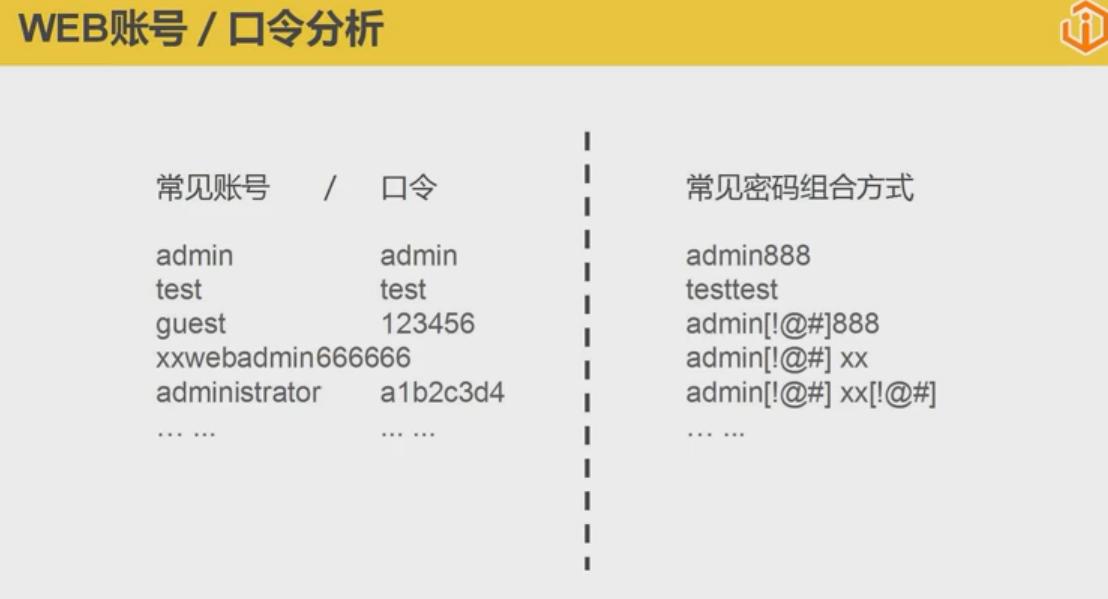 WEB账号 / 口令分析
常见账号 / 口令
admin admin
test test
guest 123456
xxwebadmin666666
administrator a1b2c3d4
... ... ... ...
常见密码组合方式
admin888
testtest
admin[!@#]888
admin[!@#] xx
admin[!@#] xx[!@#]
... ...